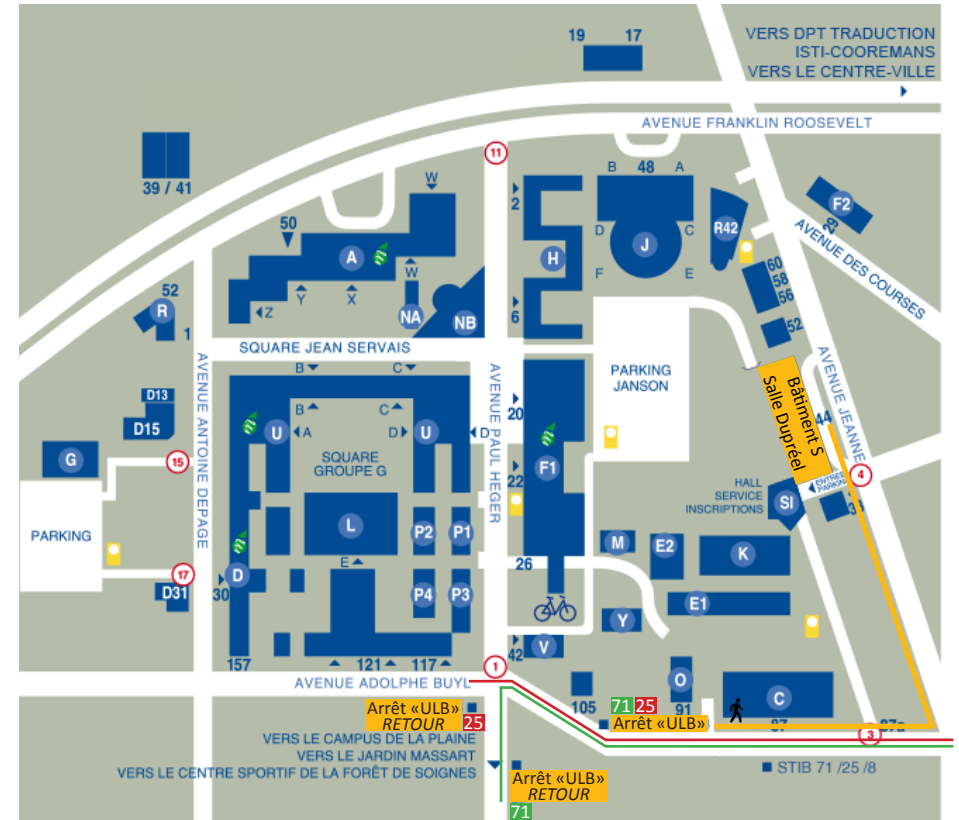 19 17
VERS DPT TRADUCTION
ISTI-COOREMANS
VERS LE CENTRE-VILLE
AVENUE FRANKLIN ROOSEVELT
11
39 / 41
W
50
A
W
Y X
Z
NA
NB
2
H
6
B 48 A
D C
J
F E
R42
F2
29
AVENUE DES COURSES
60
58
56
52
52
R
1
SQUARE JEAN SERVAIS
AVENUE ANTOINE DEPAGE
AVENUE PAUL HEGER
PARKING
JANSON
AVENUE JEANNE
Bâtiment S
Salle Dupréel
44
D13
D15
G
15
PARKING
17
D31
B C
B C
U A D U D
SQUARE
GROUPE G
L
P2 P1
E
P4 P3
D
30
157 121 117
20
22
F1
26
HALL
SERVICE
INSCRIPTIONS
SI
ENTRÉE
PARKING
4
M
E2
K
E1
Y
V
42
1
AVENUE ADOLPHE BUYL
105
O
91
C
87
87a
3
71 25
Arrêt «ULB»
Arrêt «ULB»
RETOUR
25
VERS LE CAMPUS DE LA PLAINE
VERS LE JARDIN MASSART
VERS LE CENTRE SPORTIF DE LA FORÊT DE SOIGNES
Arrêt «ULB»
RETOUR
71
STIB 71 /25 /8